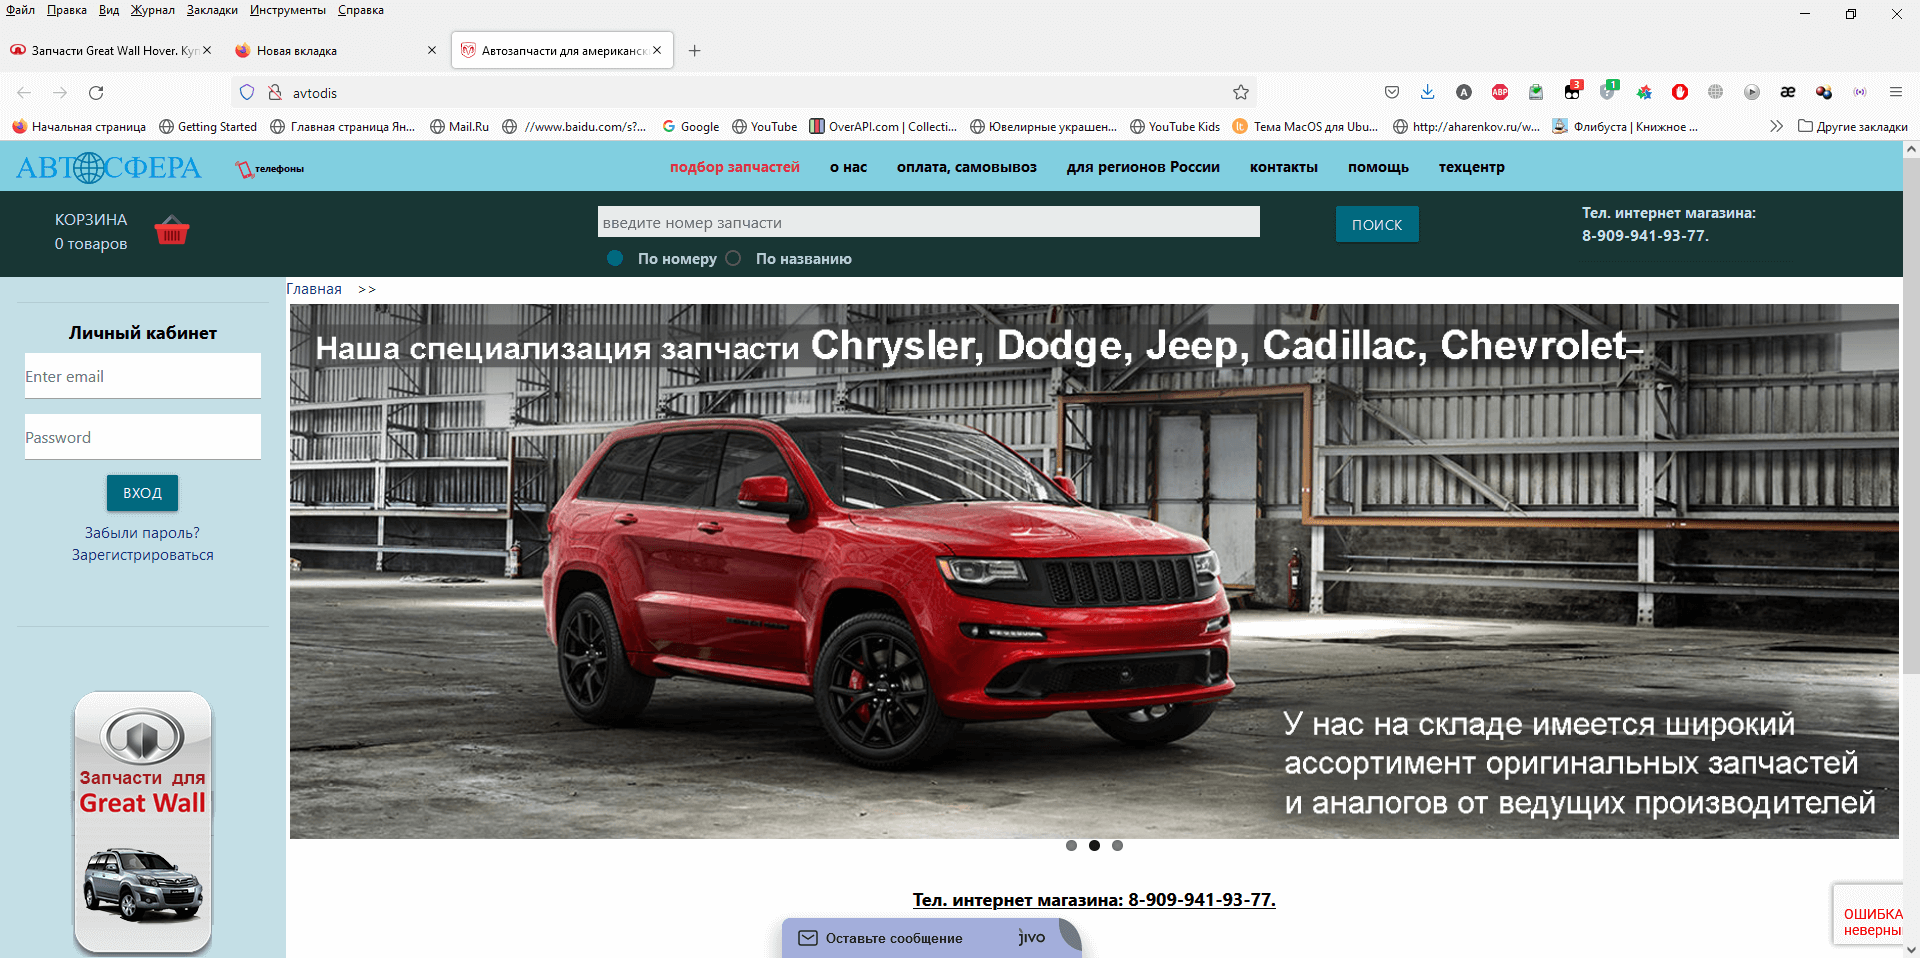 Файл Правка Вид Журнал Закладки Инструменты Справка
Запчасти Great Wall Hover. Куп
Новая вкладка
Автозапчасти для американск
avtodis
ABP
3
1
Начальная страница
Getting Started
Главная страница Ян...
Mail.Ru
//www.baidu.com/s?...
Google
YouTube
OverAPI.com | Collecti...
Ювелирные украшен...
YouTube Kids
Тема MacOS для Ubu...
http://aharenkov.ru/w...
Флибуста | Книжное ...
Другие закладки
АВТОСФЕРА
телефоны
подбор запчастей
о нас
оплата, самовывоз
для регионов России
контакты
помощь
техцентр
КОРЗИНА
0 товаров
введите номер запчасти
ПОИСК
По номеру
По названию
Тел. интернет магазина:
8-909-941-93-77.
Главная >>
Личный кабинет
Enter email
Password
ВХОД
Забыли пароль?
Зарегистрироваться
Запчасти для
Great Wall
Наша специализация запчасти Chrysler, Dodge, Jeep, Cadillac, Chevrolet–
У нас на складе имеется широкий
ассортимент оригинальных запчастей
и аналогов от ведущих производителей
Тел. интернет магазина: 8-909-941-93-77.
Оставьте сообщение
jivo
ОШИБКА
неверны